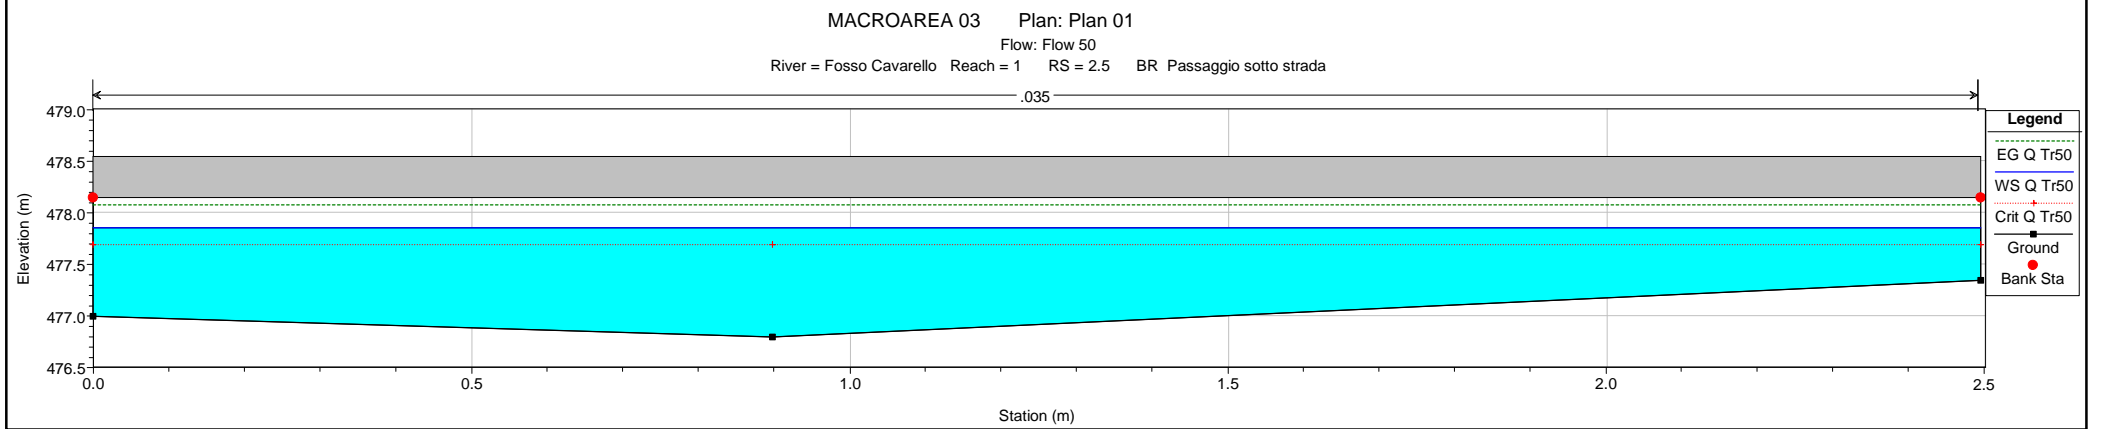 MACROAREA 03 Plan: Plan 01
Flow: Flow 50
River = Fosso Cavarello Reach = 1 RS = 2.5 BR Passaggio sotto strada
.035
479.0
478.5
478.0
477.5
477.0
476.5
Elevation (m)
0.0 0.5 1.0 1.5 2.0 2.5
Station (m)
Legend
EG Q Tr50
WS Q Tr50
Crit Q Tr50
Ground
Bank Sta